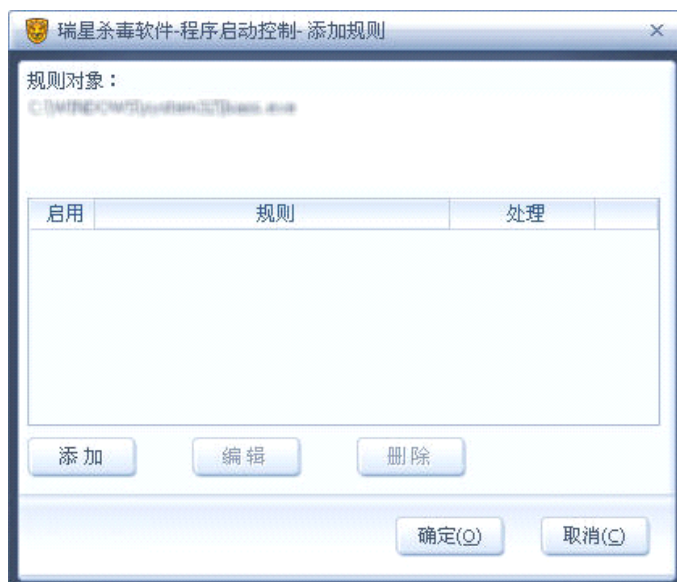 瑞星杀毒软件-程序启动控制- 添加规则
规则对象：
启用 规则 处理
添加 编辑 删除
确定(O) 取消(C)